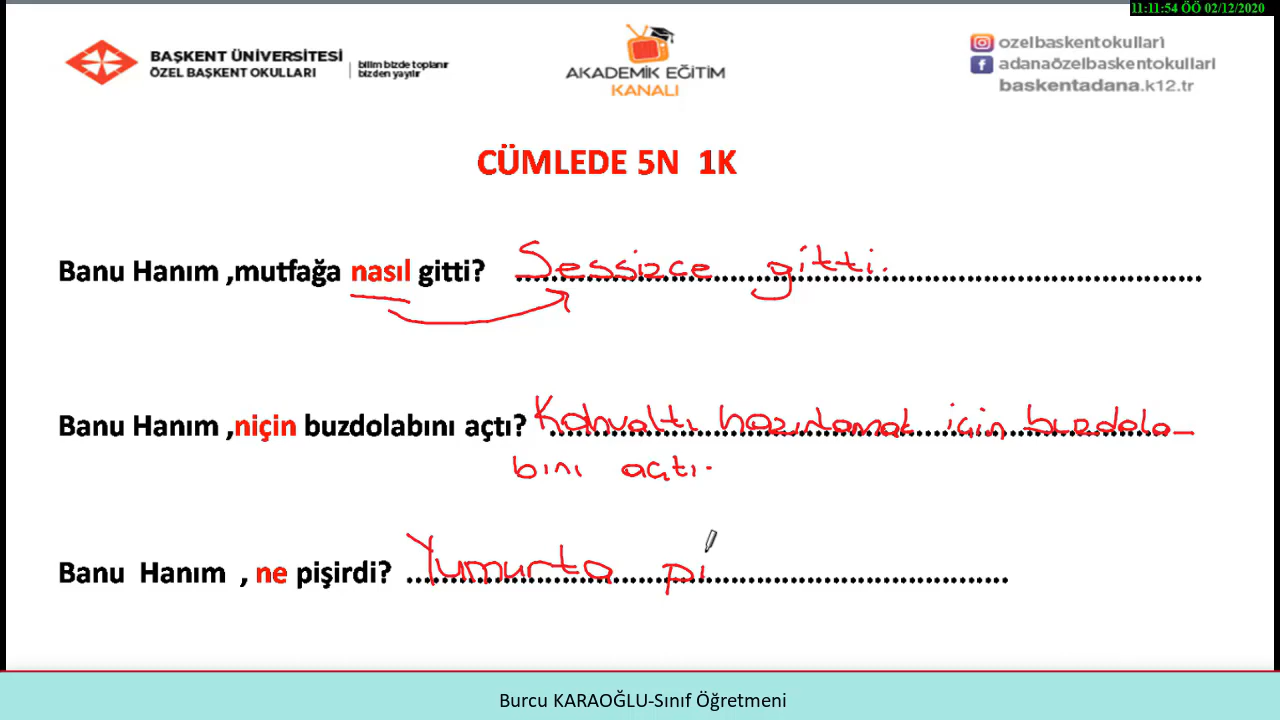 11:11:54 ÖÖ 02/12/2020
BAŞKENT ÜNİVERSİTESİ
ÖZEL BAŞKENT OKULLARI
bilim bizde toplanır
bizden yayılır
AKADEMİK EĞİTİM
KANALI
ozelbaskentokullari
adanaözelbaskentokullari
baskentadana.k12.tr
CÜMLEDE 5N 1K
Banu Hanım ,mutfağa nasıl gitti? Sessizce gitti.
Banu Hanım ,niçin buzdolabını açtı? Kahvaltı hazırlamak için buzdola-
bını açtı.
Banu Hanım , ne pişirdi? Yumurta pi
Burcu KARAOĞLU-Sınıf Öğretmeni